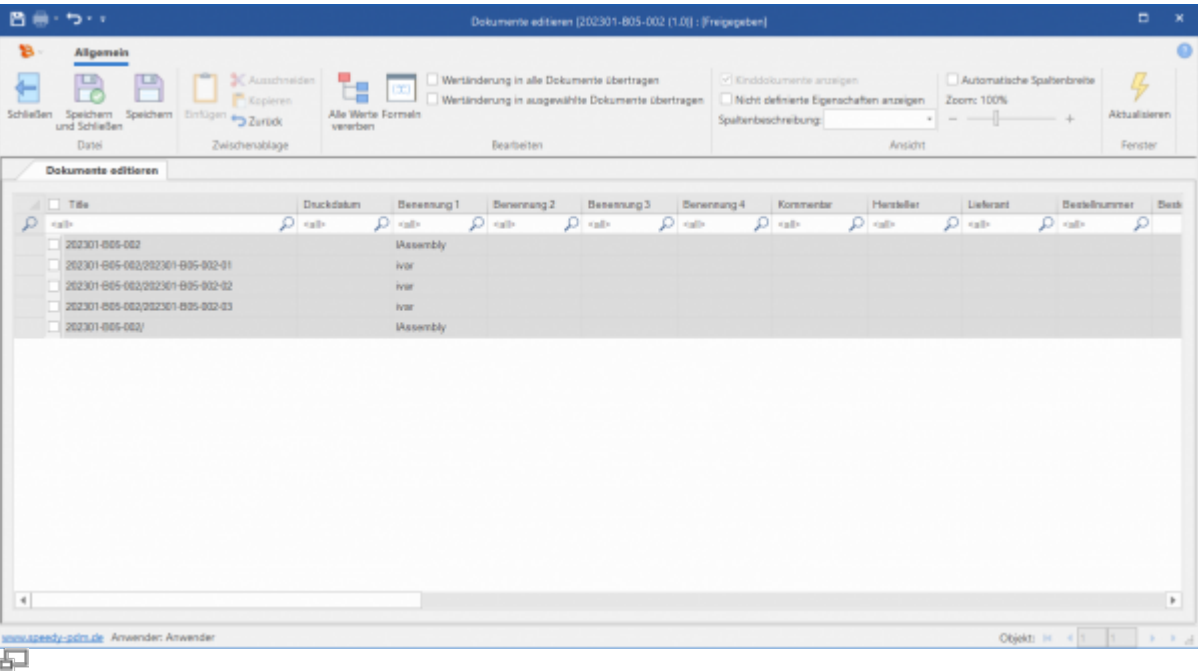 Dokumente editieren [202301-B05-002 (1.0)] : [Freigegeben]
Allgemein
Schließen
Speichern und Schließen
Speichern
Datei
Einfügen
Ausschneiden
Kopieren
Zurück
Zwischenablage
Alle Werte vererben
Formeln
Wertänderung in alle Dokumente übertragen
Wertänderung in ausgewählte Dokumente übertragen
Bearbeiten
Kinddokumente anzeigen
Nicht definierte Eigenschaften anzeigen
Spaltenbeschreibung:
Automatische Spaltenbreite
Zoom: 100%
Ansicht
Aktualisieren
Fenster
Dokumente editieren
Title Druckdatum Benennung 1 Benennung 2 Benennung 3 Benennung 4 Kommentar Hersteller Lieferant Bestellnummer Beste
<all> <all> <all> <all> <all> <all> <all> <all> <all> <all>
202301-B05-002 IAssembly
202301-B05-002/202301-B05-002-01 ivar
202301-B05-002/202301-B05-002-02 ivar
202301-B05-002/202301-B05-002-03 ivar
202301-B05-002/ IAssembly
www.speedy-pdm.de Anwender: Anwender Objekt: 1 1